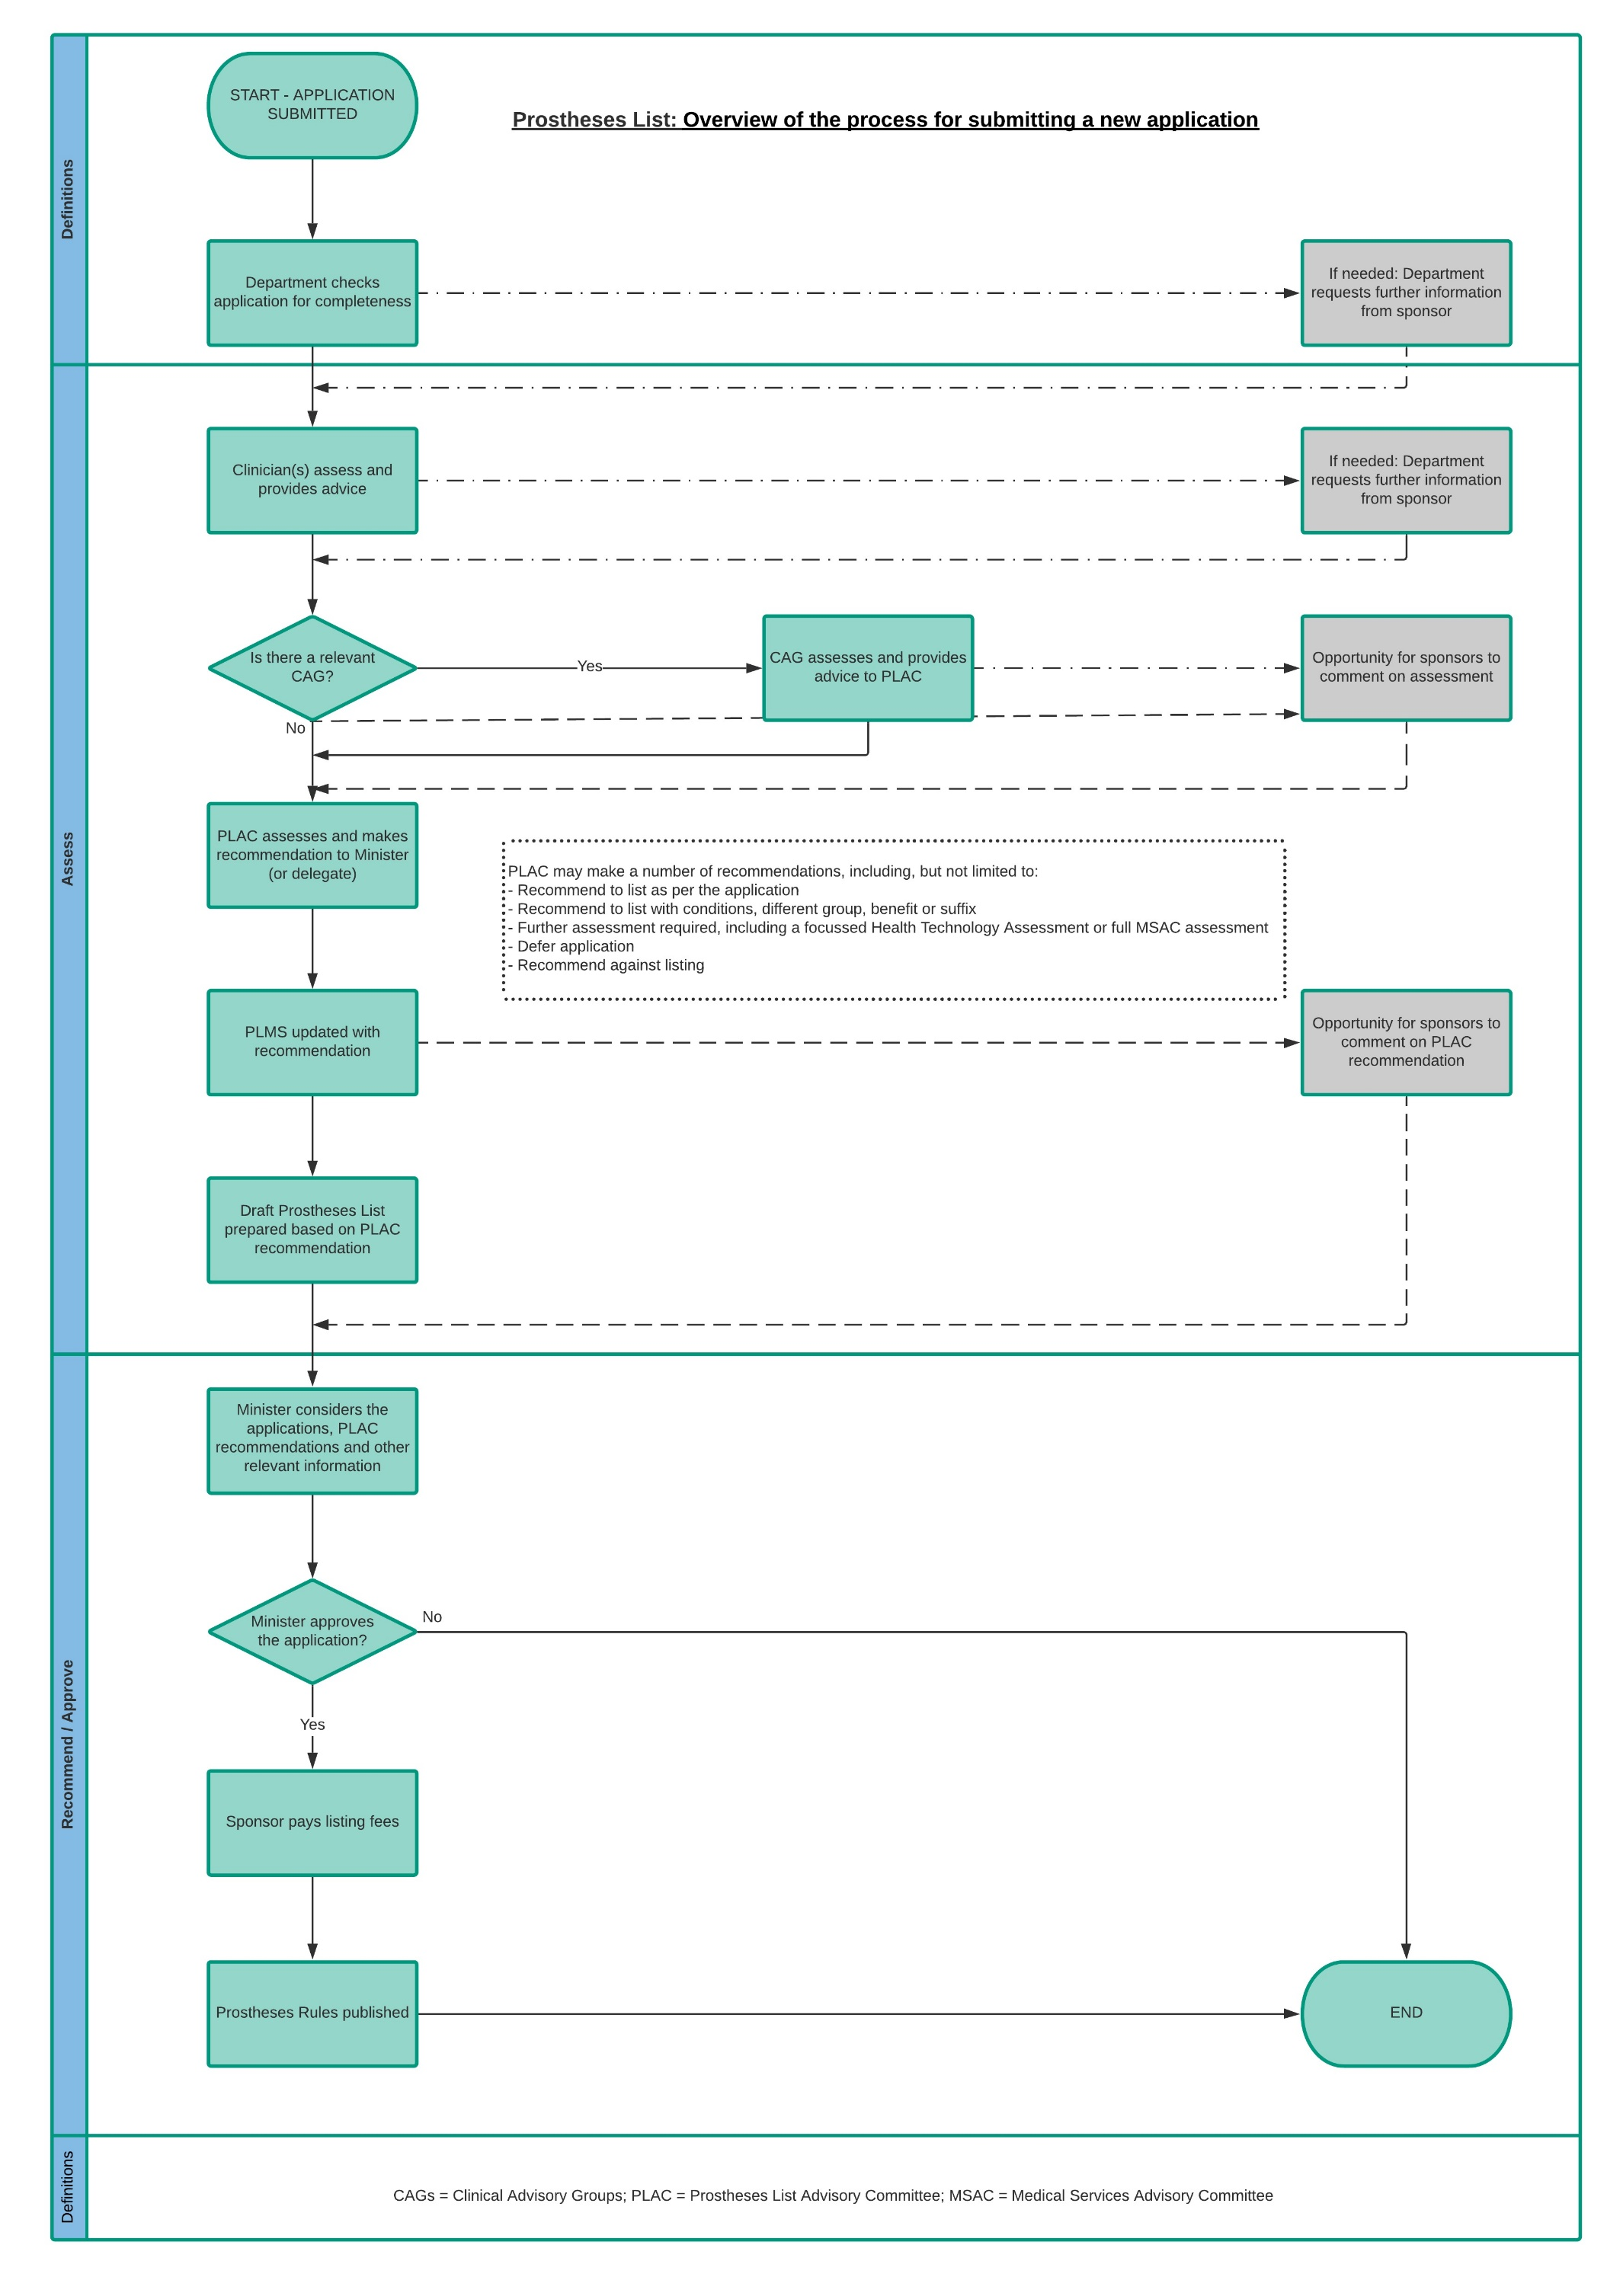 START - APPLICATION
SUBMITTED
Prostheses List: Overview of the process for submitting a new application
Definitions
Department checks
application for completeness
If needed: Department
requests further information
from sponsor
Assess
Clinician(s) assess and
provides advice
If needed: Department
requests further information
from sponsor
Is there a relevant
CAG?
Yes
CAG assesses and provides
advice to PLAC
Opportunity for sponsors to
comment on assessment
No
PLAC assesses and makes
recommendation to Minister
(or delegate)
PLAC may make a number of recommendations, including, but not limited to:
- Recommend to list as per the application
- Recommend to list with conditions, different group, benefit or suffix
- Further assessment required, including a focussed Health Technology Assessment or full MSAC assessment
- Defer application
- Recommend against listing
PLMS updated with
recommendation
Opportunity for sponsors to
comment on PLAC
recommendation
Draft Prostheses List
prepared based on PLAC
recommendation
Recommend / Approve
Minister considers the
applications, PLAC
recommendations and other
relevant information
Minister approves
the application?
No
Yes
Sponsor pays listing fees
Prostheses Rules published
END
Definitions
CAGs = Clinical Advisory Groups; PLAC = Prostheses List Advisory Committee; MSAC = Medical Services Advisory Committee